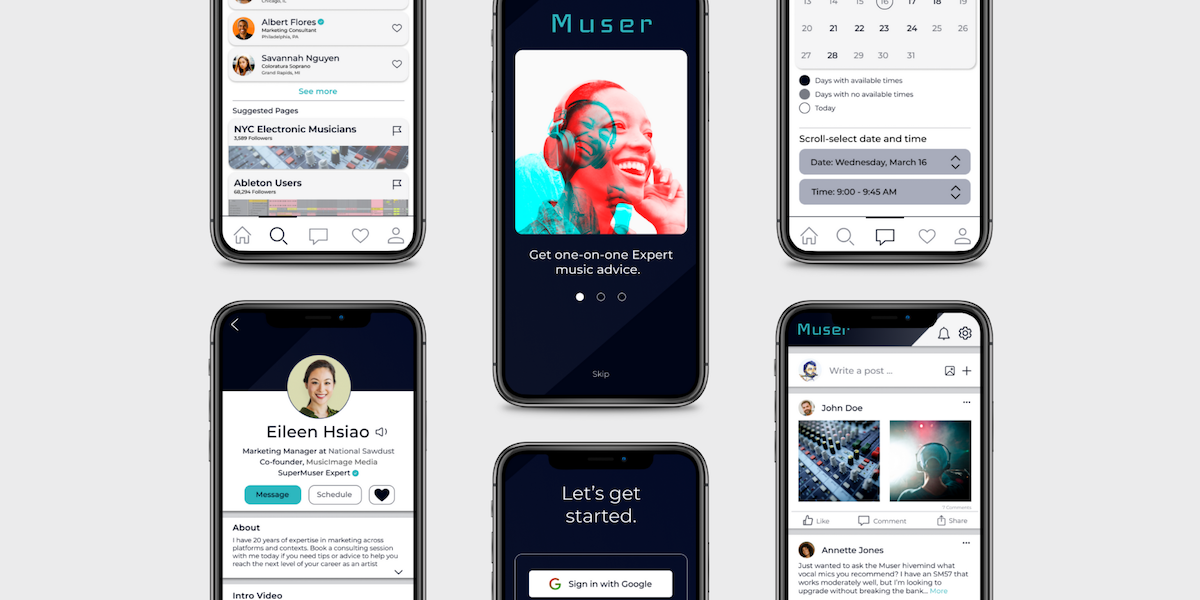 Chicago, IL
Albert Flores
Marketing Consultant
Philadelphia, PA
Savannah Nguyen
Coloratura Soprano
Grand Rapids, MI
See more
Suggested Pages
NYC Electronic Musicians
3,589 Followers
Ableton Users
68,294 Followers
Eileen Hsiao
Marketing Manager at National Sawdust
Co-founder, MusicImage Media
SuperMuser Expert
Message Schedule
About
I have 20 years of expertise in marketing across
platforms and contexts. Book a consulting session
with me today if you need tips or advice to help you
reach the next level of your career as an artist
Intro Video
Muser
Get one-on-one Expert
music advice.
Skip
Let's get
started.
G Sign in with Google
13 14 15 16 17 18 19
20 21 22 23 24 25 26
27 28 29 30 31
Days with available times
Days with no available times
Today
Scroll-select date and time
Date: Wednesday, March 16
Time: 9:00 - 9:45 AM
Muser
Write a post ...
John Doe
7 Comments
Like Comment Share
Annette Jones
Just wanted to ask the Muser hivemind what
vocal mics you recommend? I have an SM57 that
works moderately well, but I'm looking to
upgrade without breaking the bank... More